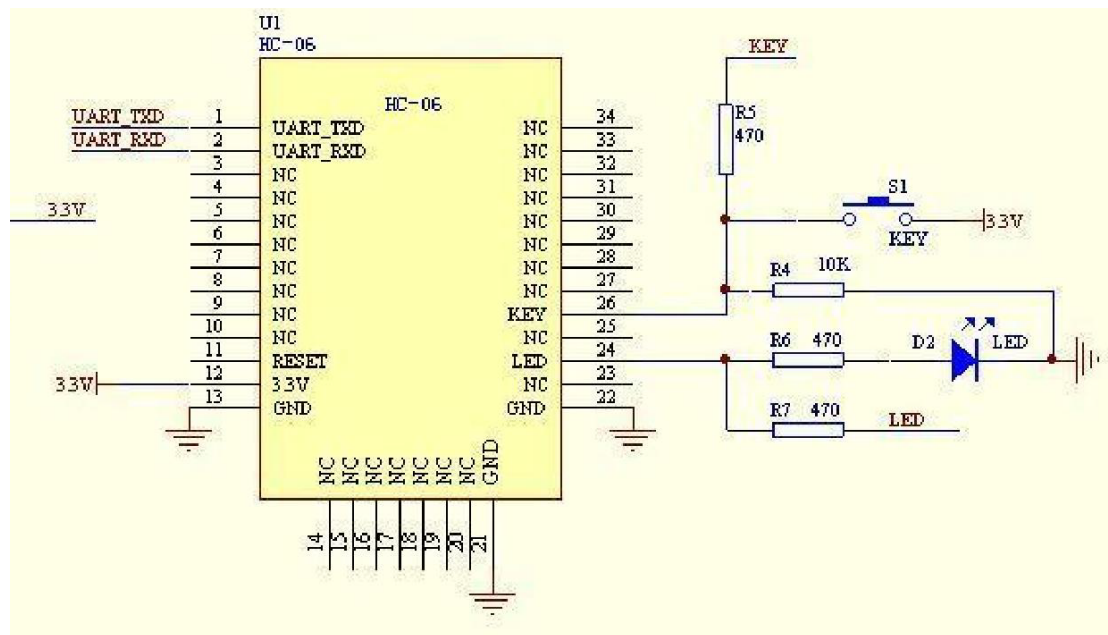 U1
HC-06
HC-06
UART_TXD
UART_RXD
33V
33V
1
2
3
4
5
6
7
8
9
10
11
12
13
UART_TXD
UART_RXD
NC
NC
NC
NC
NC
NC
NC
NC
RESET
33V
GND
NC
NC
NC
NC
NC
NC
NC
NC
KEY
NC
LED
NC
GND
34
33
32
31
30
29
28
27
26
25
24
23
22
NC
NC
NC
NC
NC
NC
NC
GND
14
15
16
17
18
19
20
21
KEY
R5
470
S1
KEY
33V
R4 10K
R6 470
D2 LED
R7 470
LED